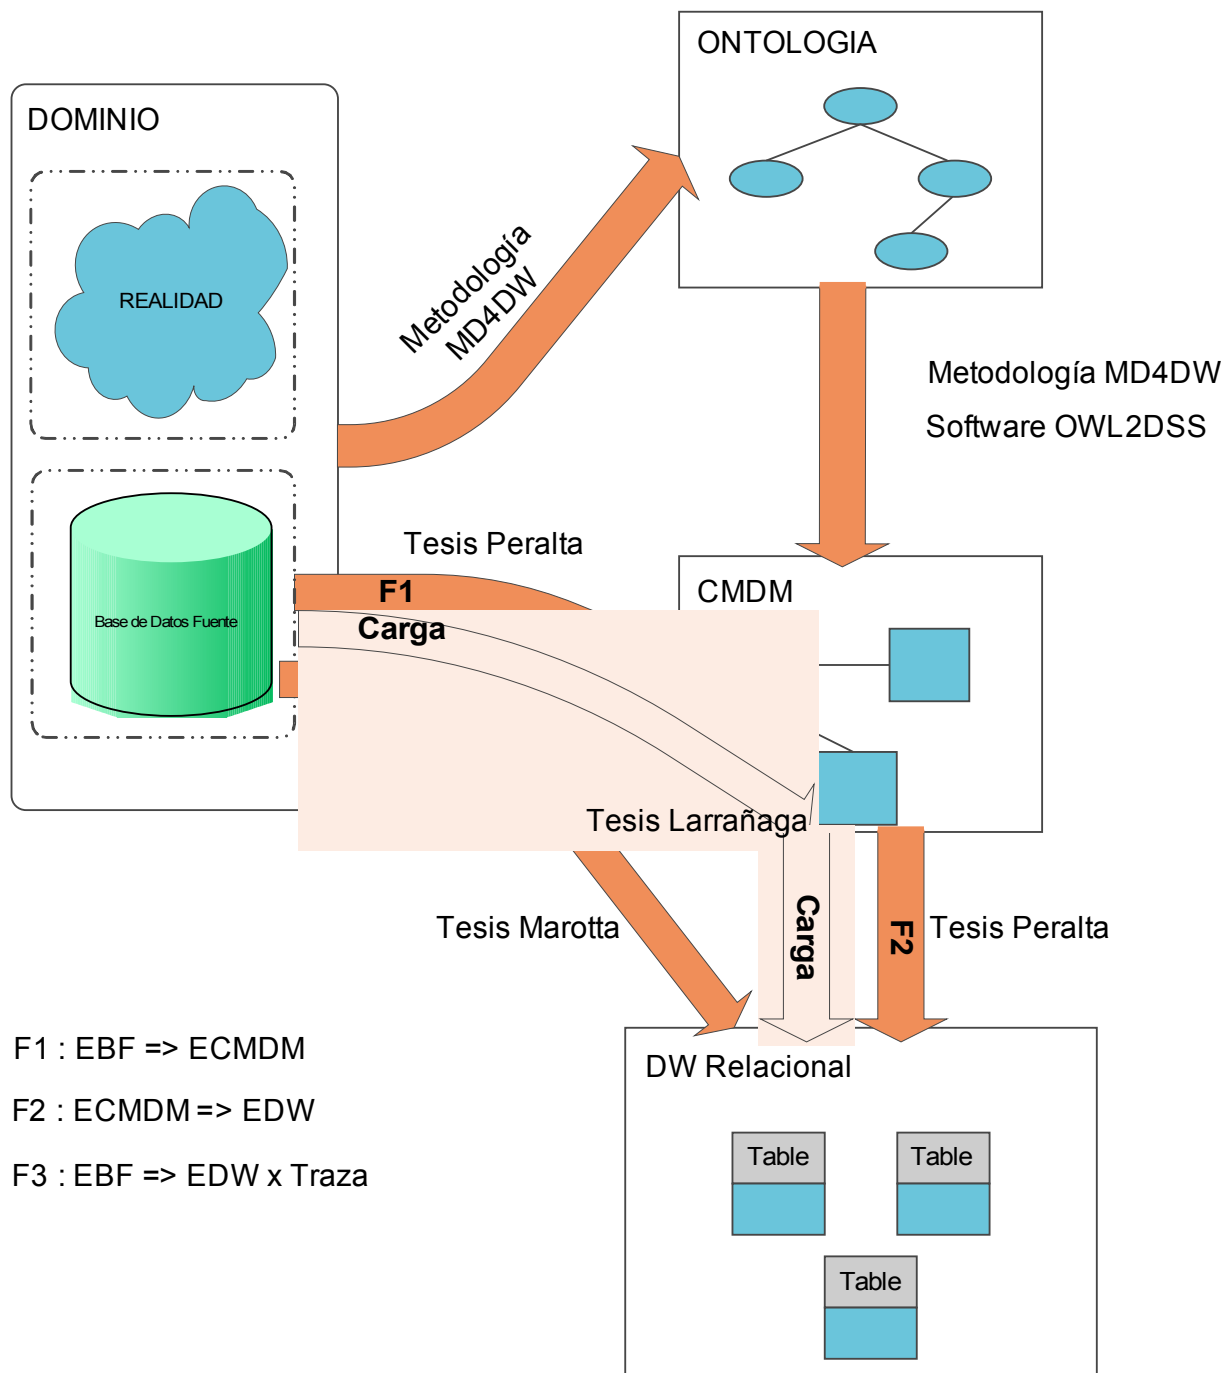 ONTOLOGIA
DOMINIO
REALIDAD
Metodología
MD4DW
Metodología MD4DW
Software OWL2DSS
Tesis Peralta
F1
CMDM
Base de Datos Fuente
Carga
Tesis Larrañaga
Carga
F2
Tesis Marotta
Tesis Peralta
F1 : EBF => ECMDM
DW Relacional
F2 : ECMDM => EDW
F3 : EBF => EDW x Traza
Table
Table
Table